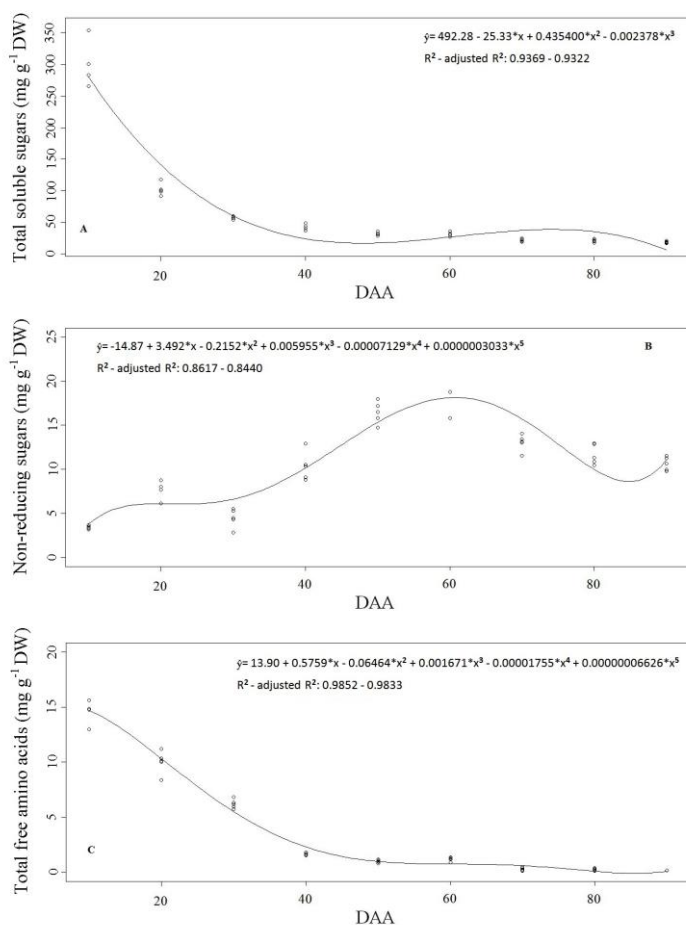 ŷ= 492.28 - 25.33*x + 0.435400*x² - 0.002378*x³
R² - adjusted R²: 0.9369 - 0.9322
Total soluble sugars (mg g⁻¹ DW)
350
300
250
200
150
100
50
0
A
20
40
60
80
DAA
ŷ= -14.87 + 3.492*x - 0.2152*x² + 0.005955*x³ - 0.00007129*x⁴ + 0.0000003033*x⁵
B
R² - adjusted R²: 0.8617 - 0.8440
Non-reducing sugars (mg g⁻¹ DW)
25
20
15
10
5
0
20
40
60
80
DAA
ŷ= 13.90 + 0.5759*x - 0.06464*x² + 0.001671*x³ - 0.00001755*x⁴ + 0.00000006626*x⁵
R² - adjusted R²: 0.9852 - 0.9833
Total free amino acids (mg g⁻¹ DW)
20
15
10
5
0
C
20
40
60
80
DAA